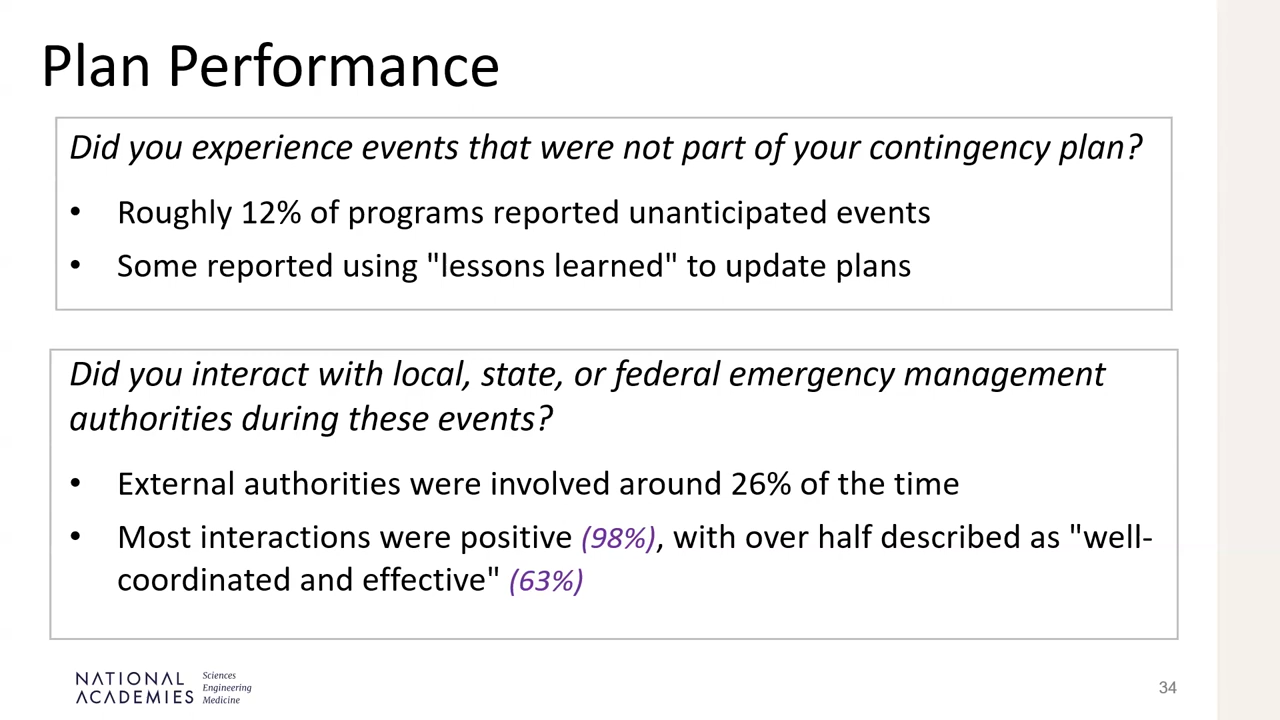 Plan Performance
Did you experience events that were not part of your contingency plan?
• Roughly 12% of programs reported unanticipated events
• Some reported using "lessons learned" to update plans
Did you interact with local, state, or federal emergency management
authorities during these events?
• External authorities were involved around 26% of the time
• Most interactions were positive (98%), with over half described as "well-
coordinated and effective" (63%)
NATIONAL
ACADEMIES
Sciences
Engineering
Medicine
34